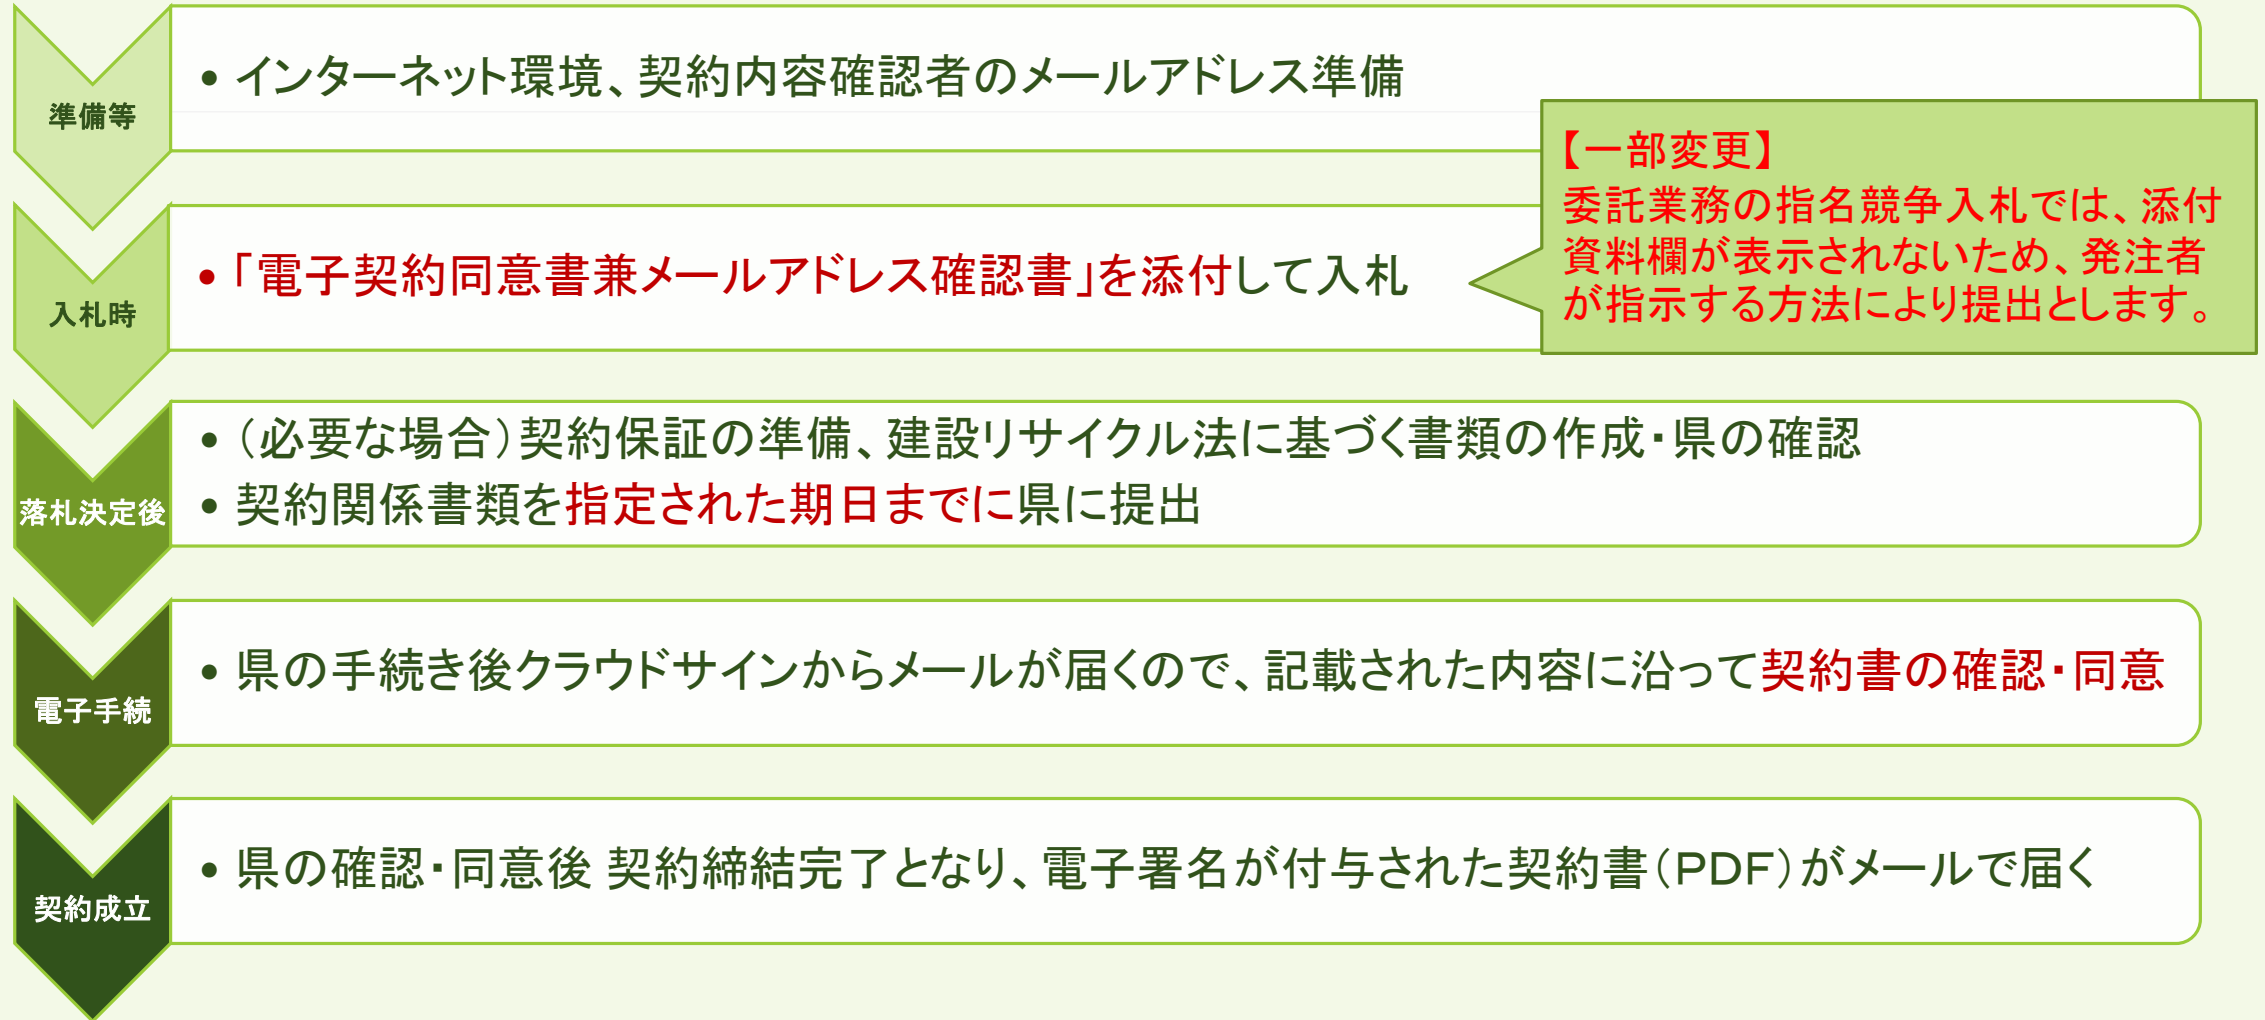 準備等
• インターネット環境、契約内容確認者のメールアドレス準備
【一部変更】
委託業務の指名競争入札では、添付
資料欄が表示されないため、発注者
が指示する方法により提出とします。
入札時
• 「電子契約同意書兼メールアドレス確認書」を添付して入札
落札決定後
• （必要な場合）契約保証の準備、建設リサイクル法に基づく書類の作成・県の確認
• 契約関係書類を指定された期日までに県に提出
電子手続
• 県の手続き後クラウドサインからメールが届くので、記載された内容に沿って契約書の確認・同意
契約成立
• 県の確認・同意後 契約締結完了となり、電子署名が付与された契約書（PDF）がメールで届く